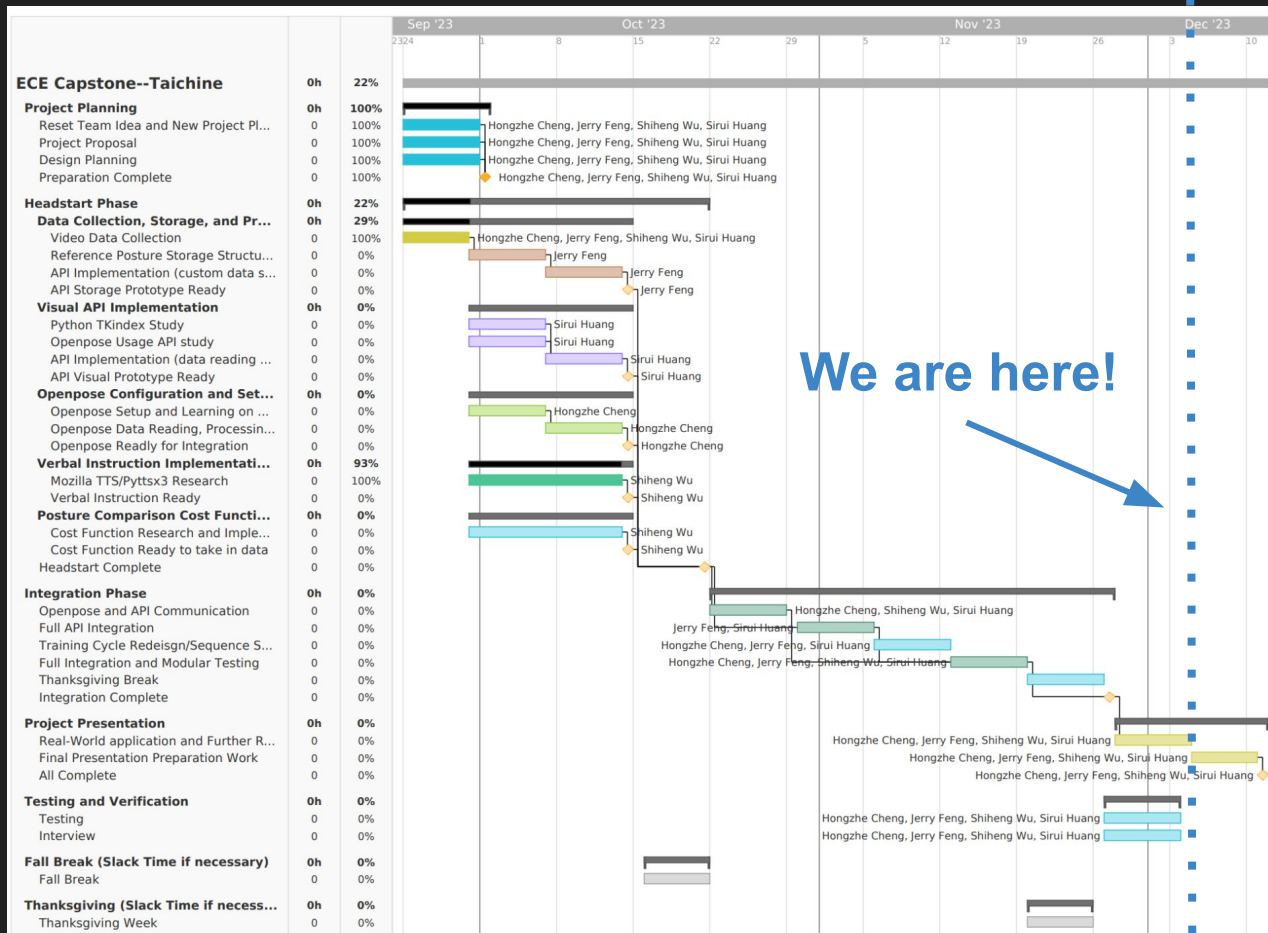 Sep '23 Oct '23 Nov '23 Dec '23
23 24 1 8 15 22 29 5 12 19 26 3 10
ECE Capstone--Taichine 0h 22%
Project Planning 0h 100%
Reset Team Idea and New Project Pl... 0 100% Hongzhe Cheng, Jerry Feng, Shiheng Wu, Sirui Huang
Project Proposal 0 100% Hongzhe Cheng, Jerry Feng, Shiheng Wu, Sirui Huang
Design Planning 0 100% Hongzhe Cheng, Jerry Feng, Shiheng Wu, Sirui Huang
Preparation Complete 0 100% Hongzhe Cheng, Jerry Feng, Shiheng Wu, Sirui Huang
Headstart Phase 0h 22%
Data Collection, Storage, and Pr... 0h 29%
Video Data Collection 0 100% Hongzhe Cheng, Jerry Feng, Shiheng Wu, Sirui Huang
Reference Posture Storage Structu... 0 0% Jerry Feng
API Implementation (custom data s... 0 0% Jerry Feng
API Storage Prototype Ready 0 0% Jerry Feng
Visual API Implementation 0h 0%
Python TKindex Study 0 0% Sirui Huang
Openpose Usage API study 0 0% Sirui Huang
API Implementation (data reading ... 0 0% Sirui Huang
API Visual Prototype Ready 0 0% Sirui Huang
We are here!
Openpose Configuration and Set... 0h 0%
Openpose Setup and Learning on ... 0 0% Hongzhe Cheng
Openpose Data Reading, Processin... 0 0% Hongzhe Cheng
Openpose Readly for Integration 0 0% Hongzhe Cheng
Verbal Instruction Implementati... 0h 93%
Mozilla TTS/Pyttsx3 Research 0 100% Shiheng Wu
Verbal Instruction Ready 0 0% Shiheng Wu
Posture Comparison Cost Functi... 0h 0%
Cost Function Research and Imple... 0 0% Shiheng Wu
Cost Function Ready to take in data 0 0% Shiheng Wu
Headstart Complete 0 0%
Integration Phase 0h 0%
Openpose and API Communication 0 0% Hongzhe Cheng, Shiheng Wu, Sirui Huang
Full API Integration 0 0% Jerry Feng, Sirui Huang
Training Cycle Redeisgn/Sequence S... 0 0% Hongzhe Cheng, Jerry Feng, Sirui Huang
Full Integration and Modular Testing 0 0% Hongzhe Cheng, Jerry Feng, Shiheng Wu, Sirui Huang
Thanksgiving Break 0 0%
Integration Complete 0 0%
Project Presentation 0h 0%
Real-World application and Further R... 0 0% Hongzhe Cheng, Jerry Feng, Shiheng Wu, Sirui Huang
Final Presentation Preparation Work 0 0% Hongzhe Cheng, Jerry Feng, Shiheng Wu, Sirui Huang
All Complete 0 0% Hongzhe Cheng, Jerry Feng, Shiheng Wu, Sirui Huang
Testing and Verification 0h 0%
Testing 0 0% Hongzhe Cheng, Jerry Feng, Shiheng Wu, Sirui Huang
Interview 0 0% Hongzhe Cheng, Jerry Feng, Shiheng Wu, Sirui Huang
Fall Break (Slack Time if necessary) 0h 0%
Fall Break 0 0%
Thanksgiving (Slack Time if necess... 0h 0%
Thanksgiving Week 0 0%